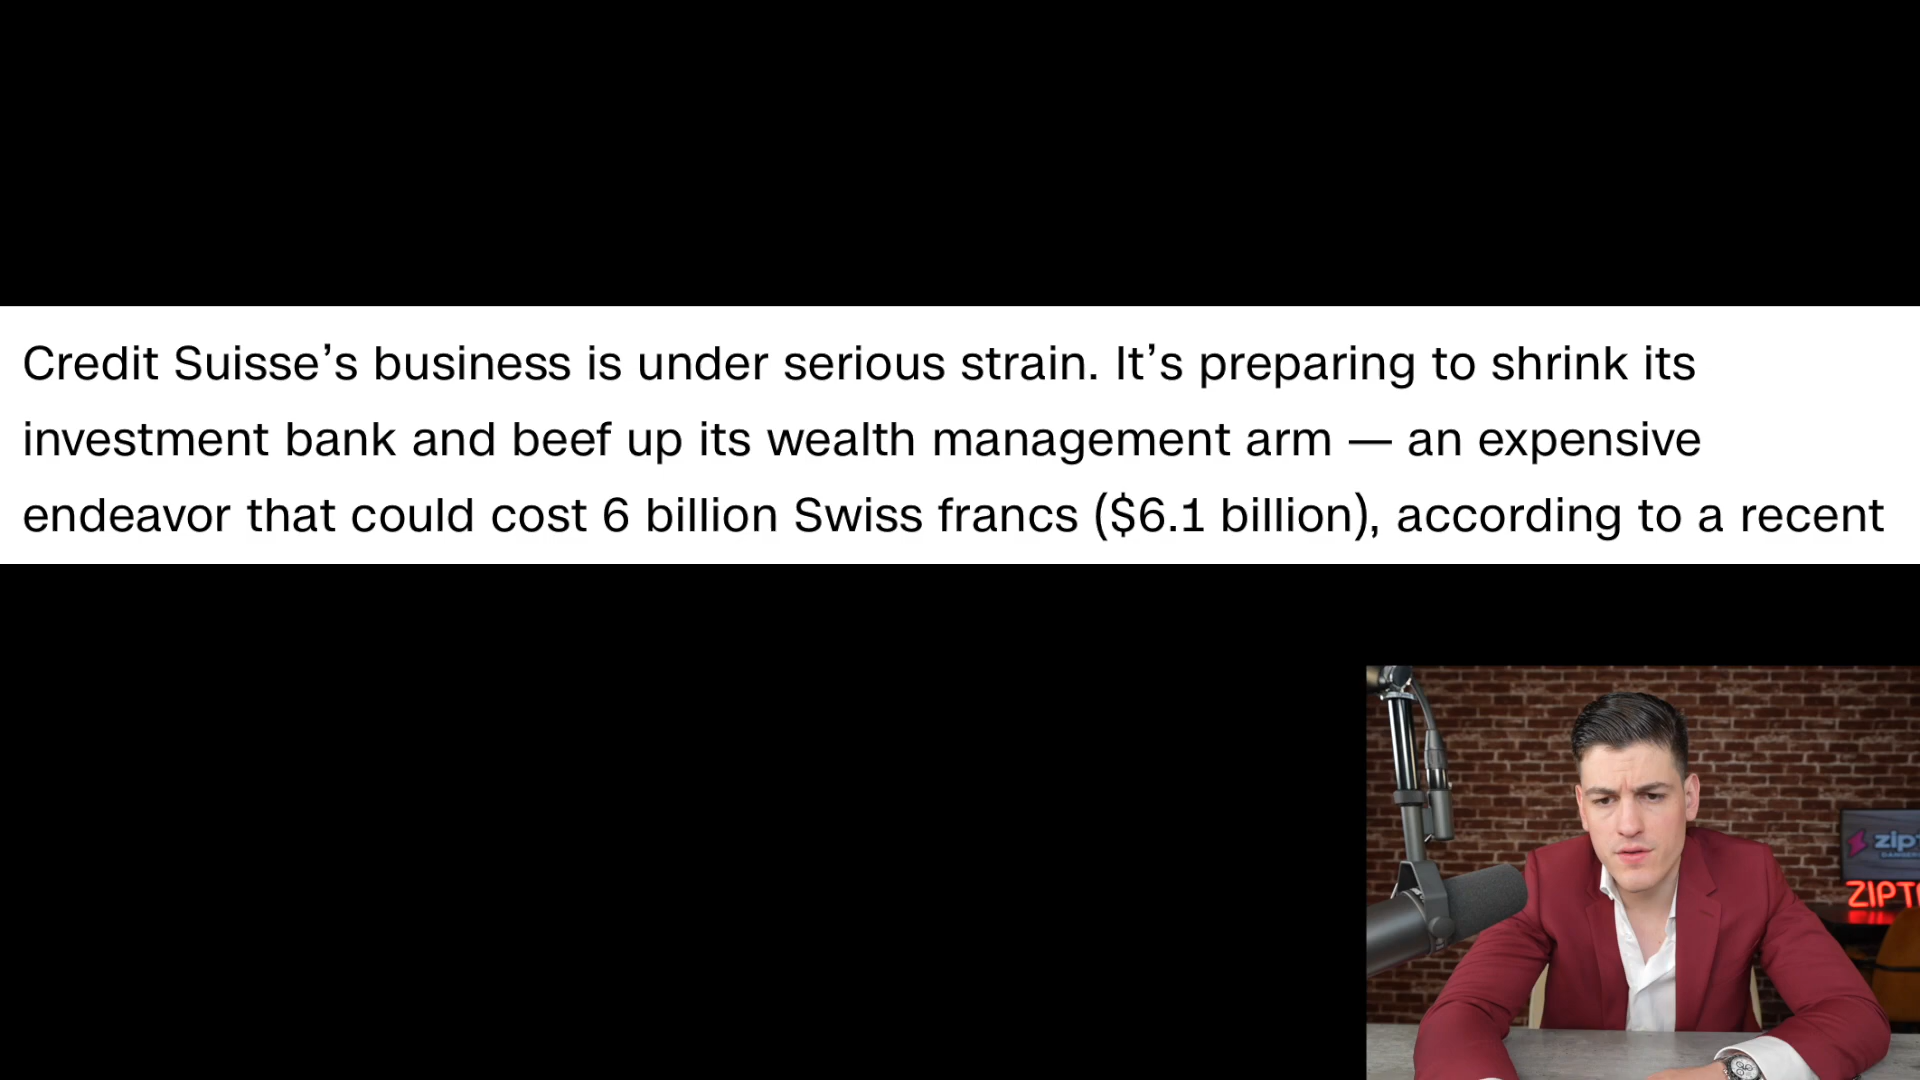 Credit Suisse’s business is under serious strain. It’s preparing to shrink its
investment bank and beef up its wealth management arm — an expensive
endeavor that could cost 6 billion Swiss francs ($6.1 billion), according to a recent
zip
ZIPT